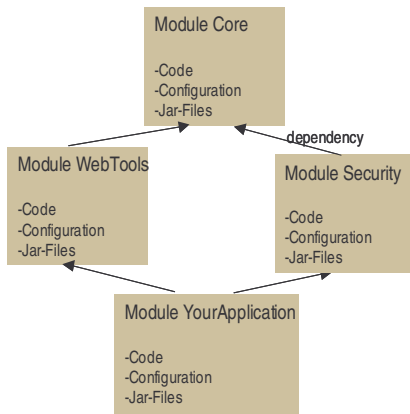 Module Core
-Code
-Configuration
-Jar-Files
dependency
Module WebTools
-Code
-Configuration
-Jar-Files
Module Security
-Code
-Configuration
-Jar-Files
Module YourApplication
-Code
-Configuration
-Jar-Files